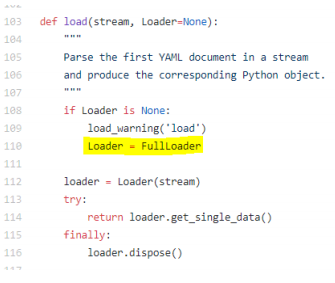 103 def load(stream, Loader=None):
104     """
105     Parse the first YAML document in a stream
106     and produce the corresponding Python object.
107     """
108     if Loader is None:
109         load_warning('load')
110         Loader = FullLoader
111
112     loader = Loader(stream)
113     try:
114         return loader.get_single_data()
115     finally:
116         loader.dispose()